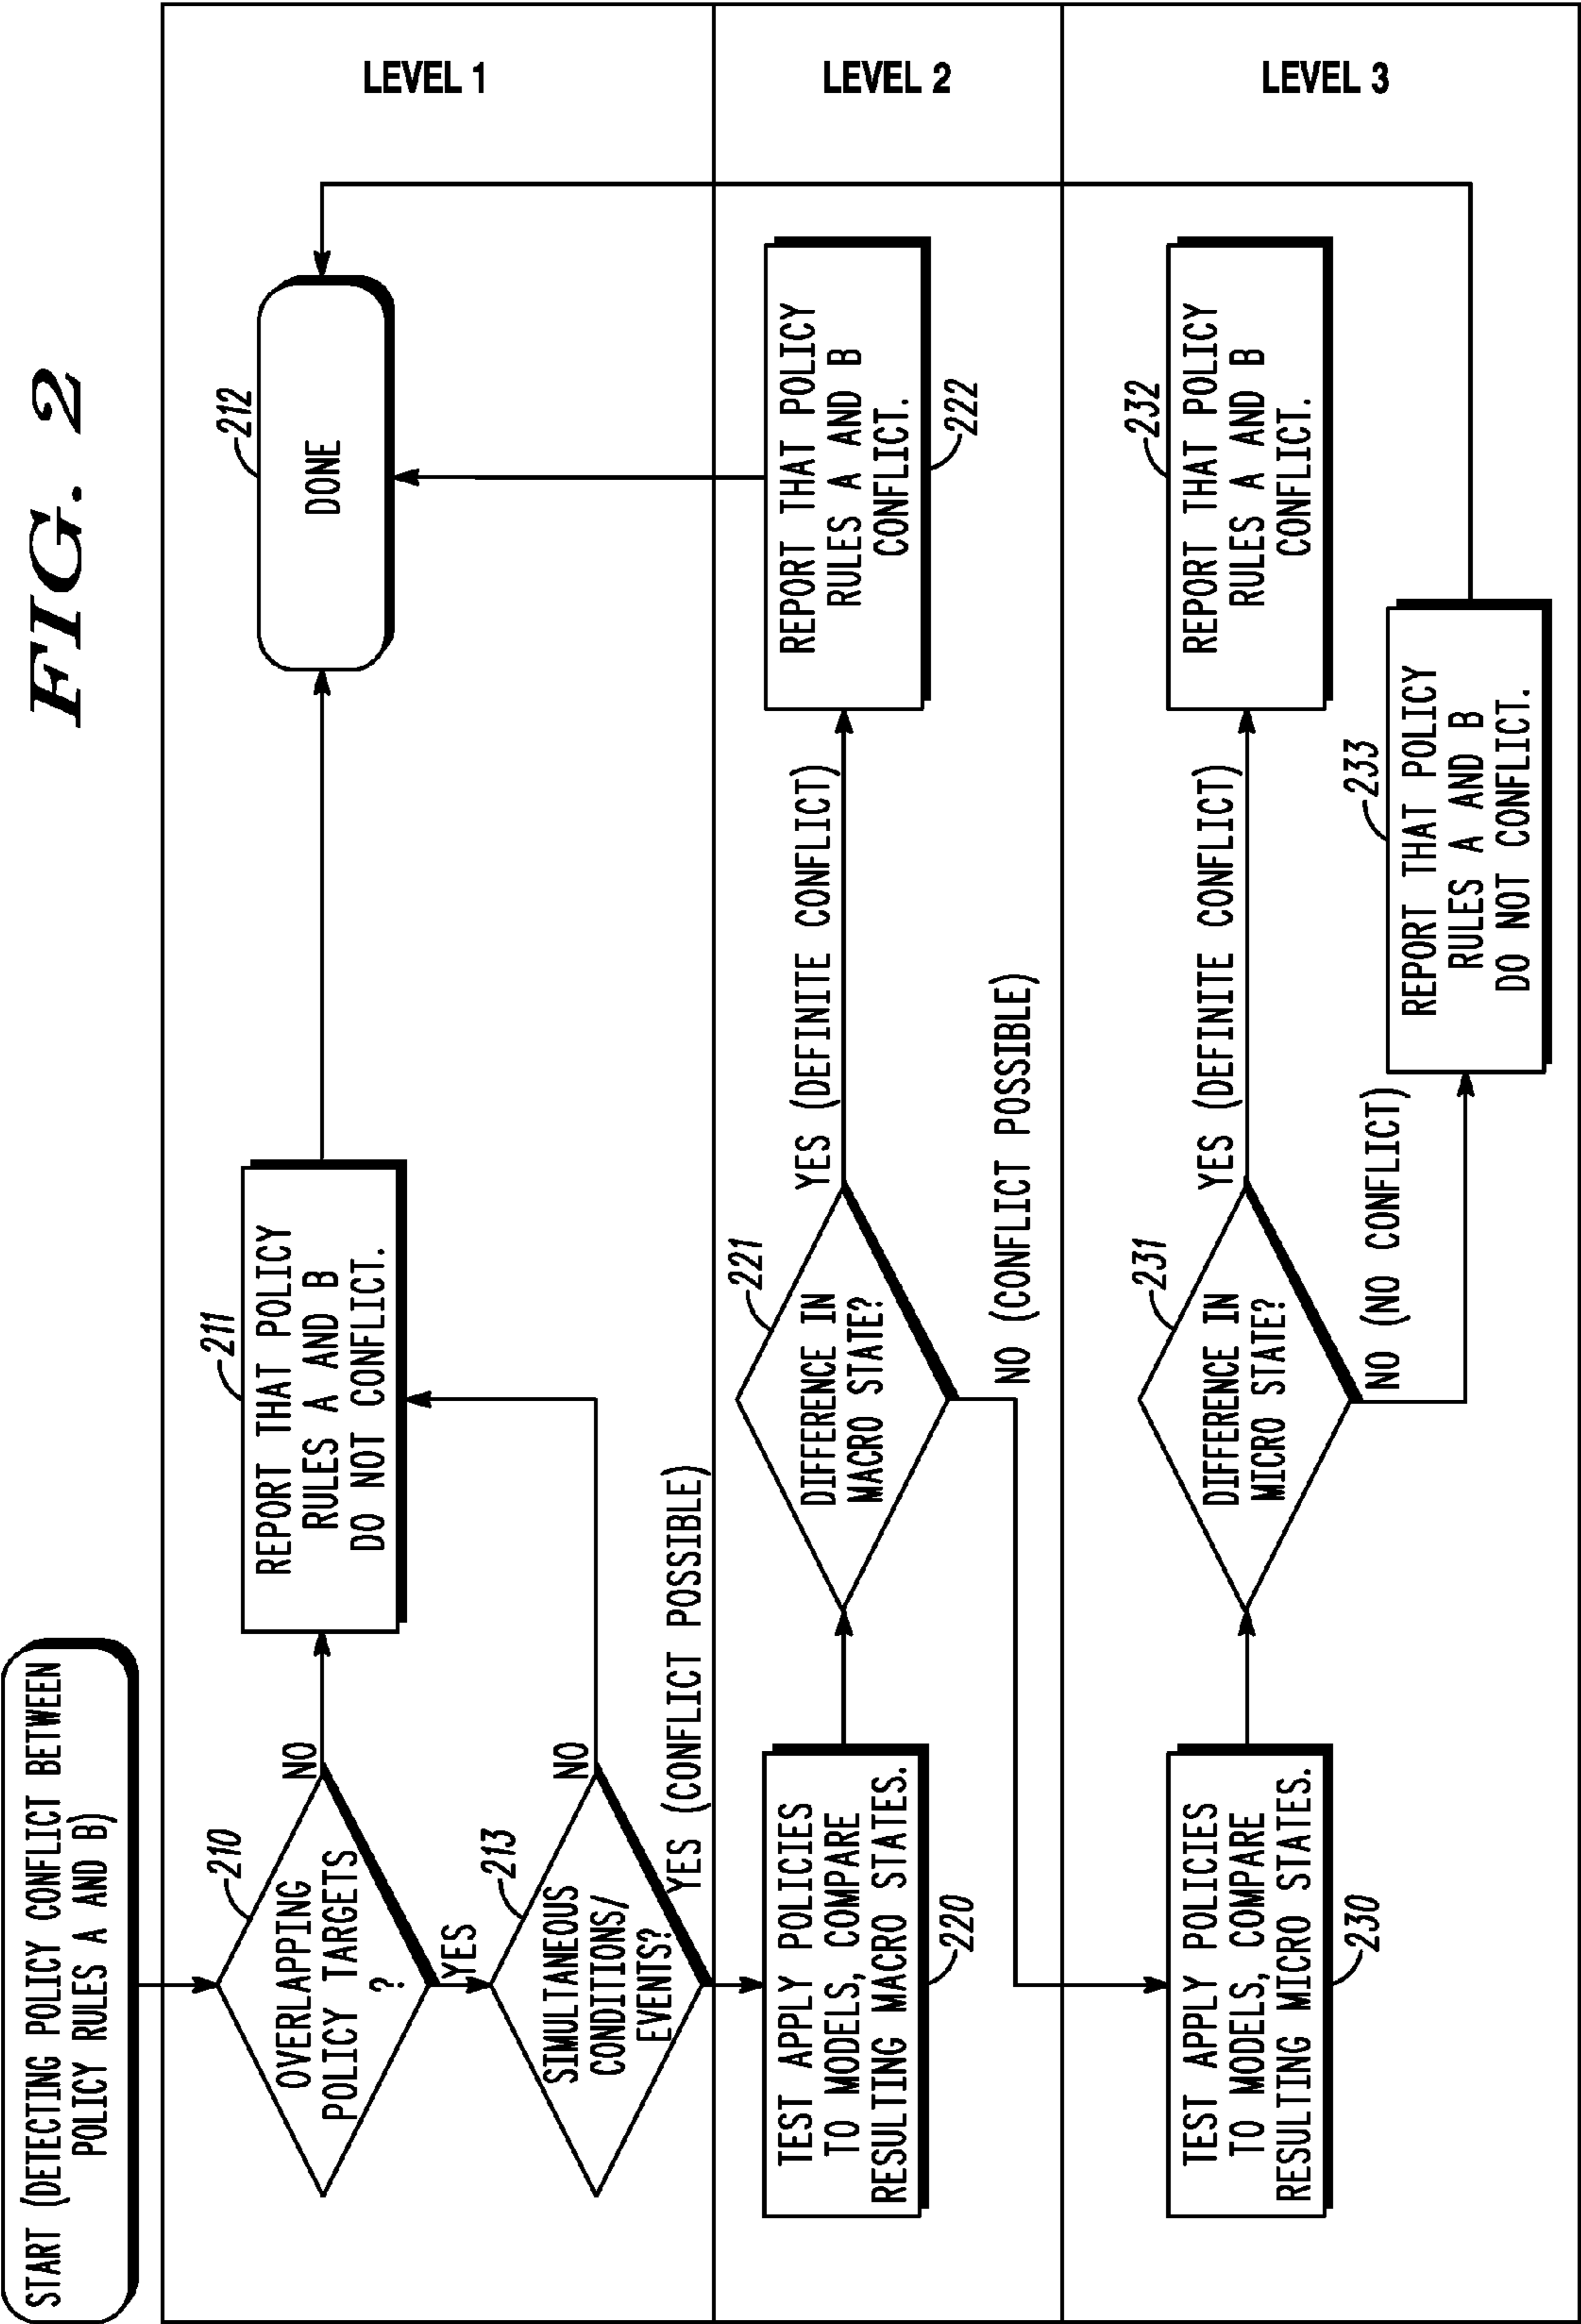 FIG. 2
START (DETECTING POLICY CONFLICT BETWEEN
POLICY RULES A AND B)
LEVEL 1
210
OVERLAPPING
POLICY TARGETS
?
NO
YES
211
REPORT THAT POLICY
RULES A AND B
DO NOT CONFLICT.
212
DONE
213
SIMULTANEOUS
CONDITIONS/
EVENTS?
NO
YES (CONFLICT POSSIBLE)
LEVEL 2
TEST APPLY POLICIES
TO MODELS, COMPARE
RESULTING MACRO STATES.
220
221
DIFFERENCE IN
MACRO STATE?
YES (DEFINITE CONFLICT)
NO (CONFLICT POSSIBLE)
REPORT THAT POLICY
RULES A AND B
CONFLICT.
222
LEVEL 3
TEST APPLY POLICIES
TO MODELS, COMPARE
RESULTING MICRO STATES.
230
231
DIFFERENCE IN
MICRO STATE?
YES (DEFINITE CONFLICT)
NO (NO CONFLICT)
232
REPORT THAT POLICY
RULES A AND B
CONFLICT.
233
REPORT THAT POLICY
RULES A AND B
DO NOT CONFLICT.